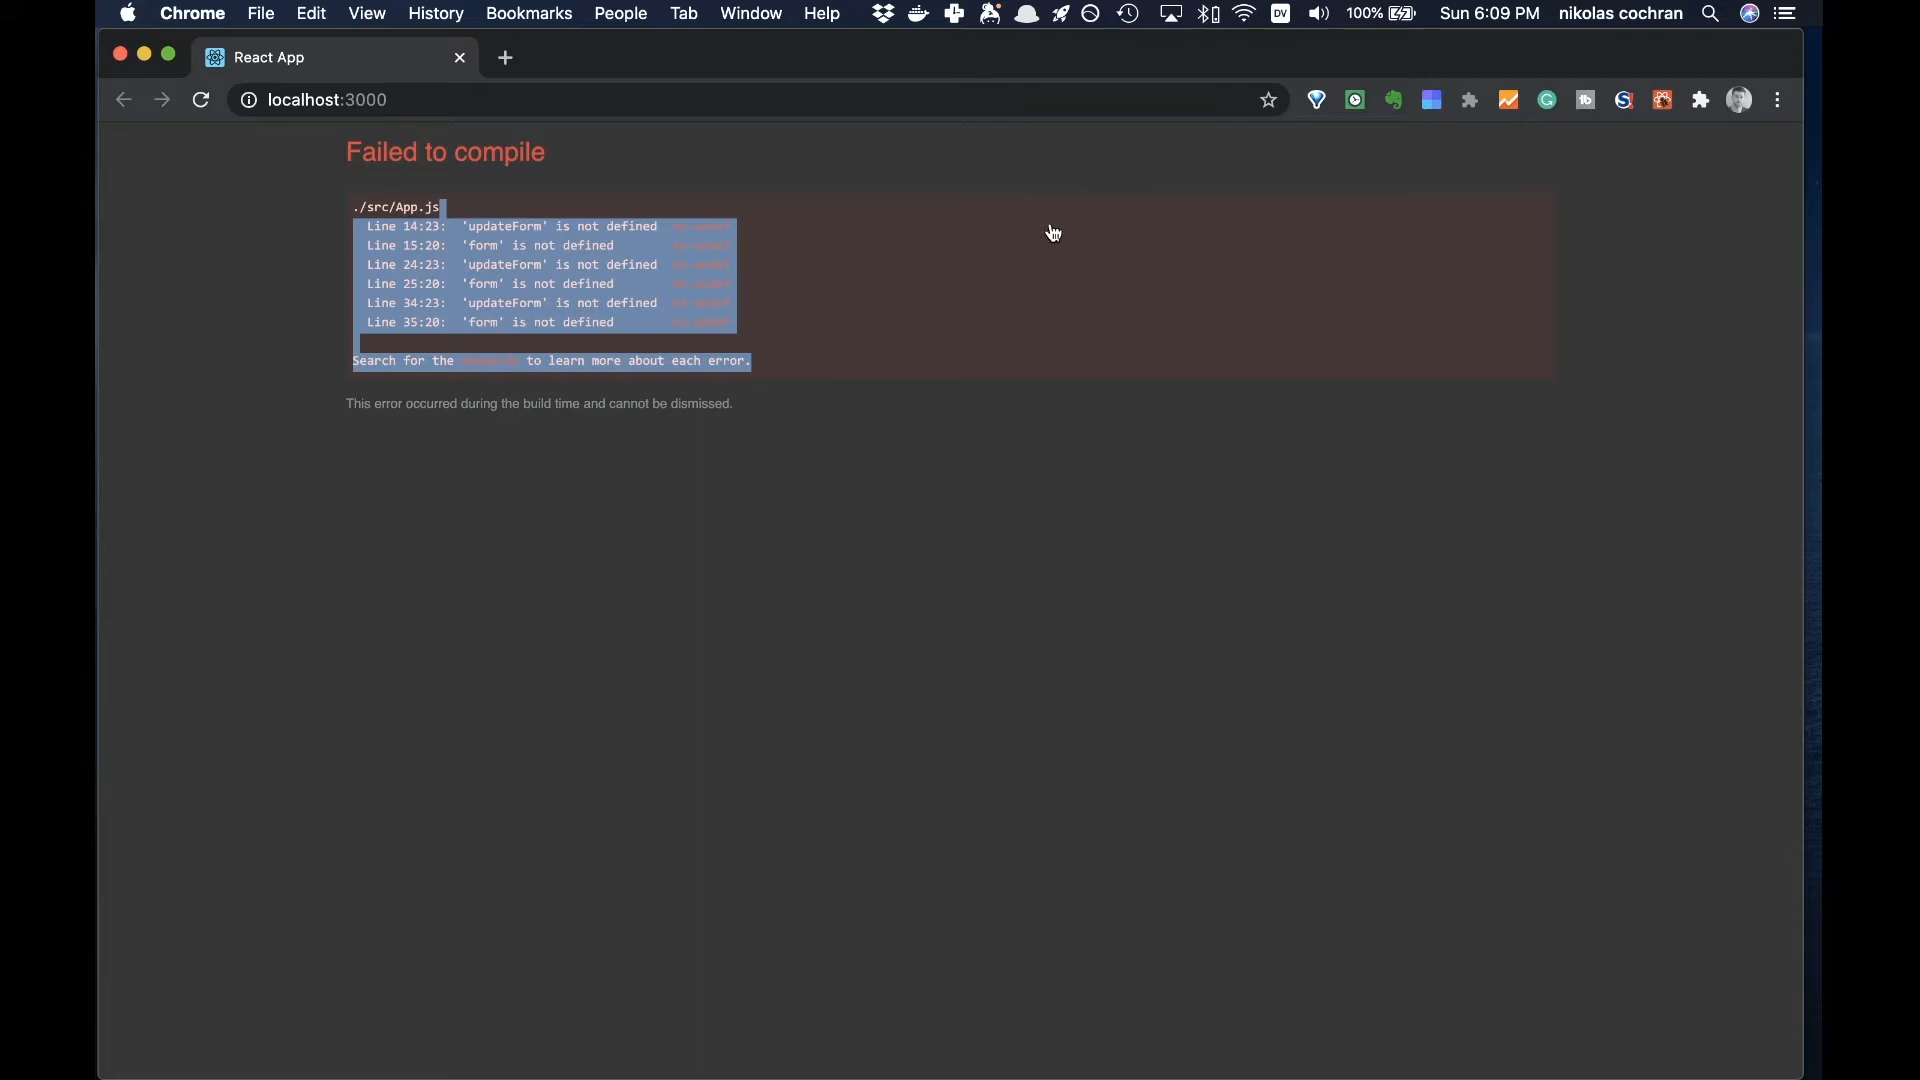 Chrome File Edit View History Bookmarks People Tab Window Help DV 100% Sun 6:09 PM nikolas cochran
React App
localhost:3000
Failed to compile
./src/App.js
Line 14:23: 'updateForm' is not defined
Line 15:20: 'form' is not defined
Line 24:23: 'updateForm' is not defined
Line 25:20: 'form' is not defined
Line 34:23: 'updateForm' is not defined
Line 35:20: 'form' is not defined
Search for the to learn more about each error.
This error occurred during the build time and cannot be dismissed.